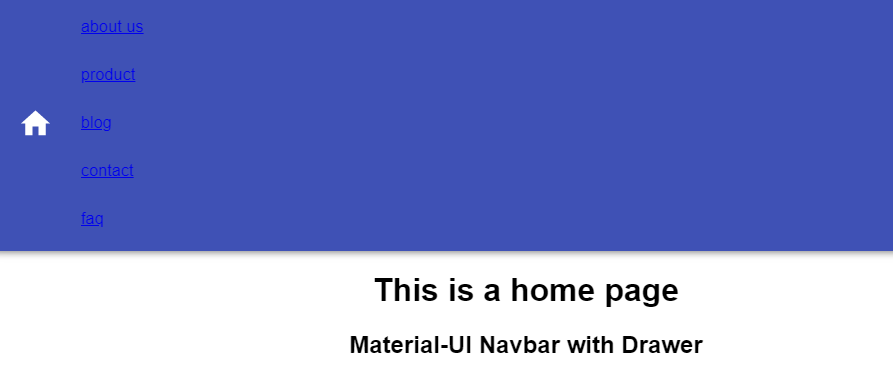 about us
product
blog
contact
faq
This is a home page
Material-UI Navbar with Drawer